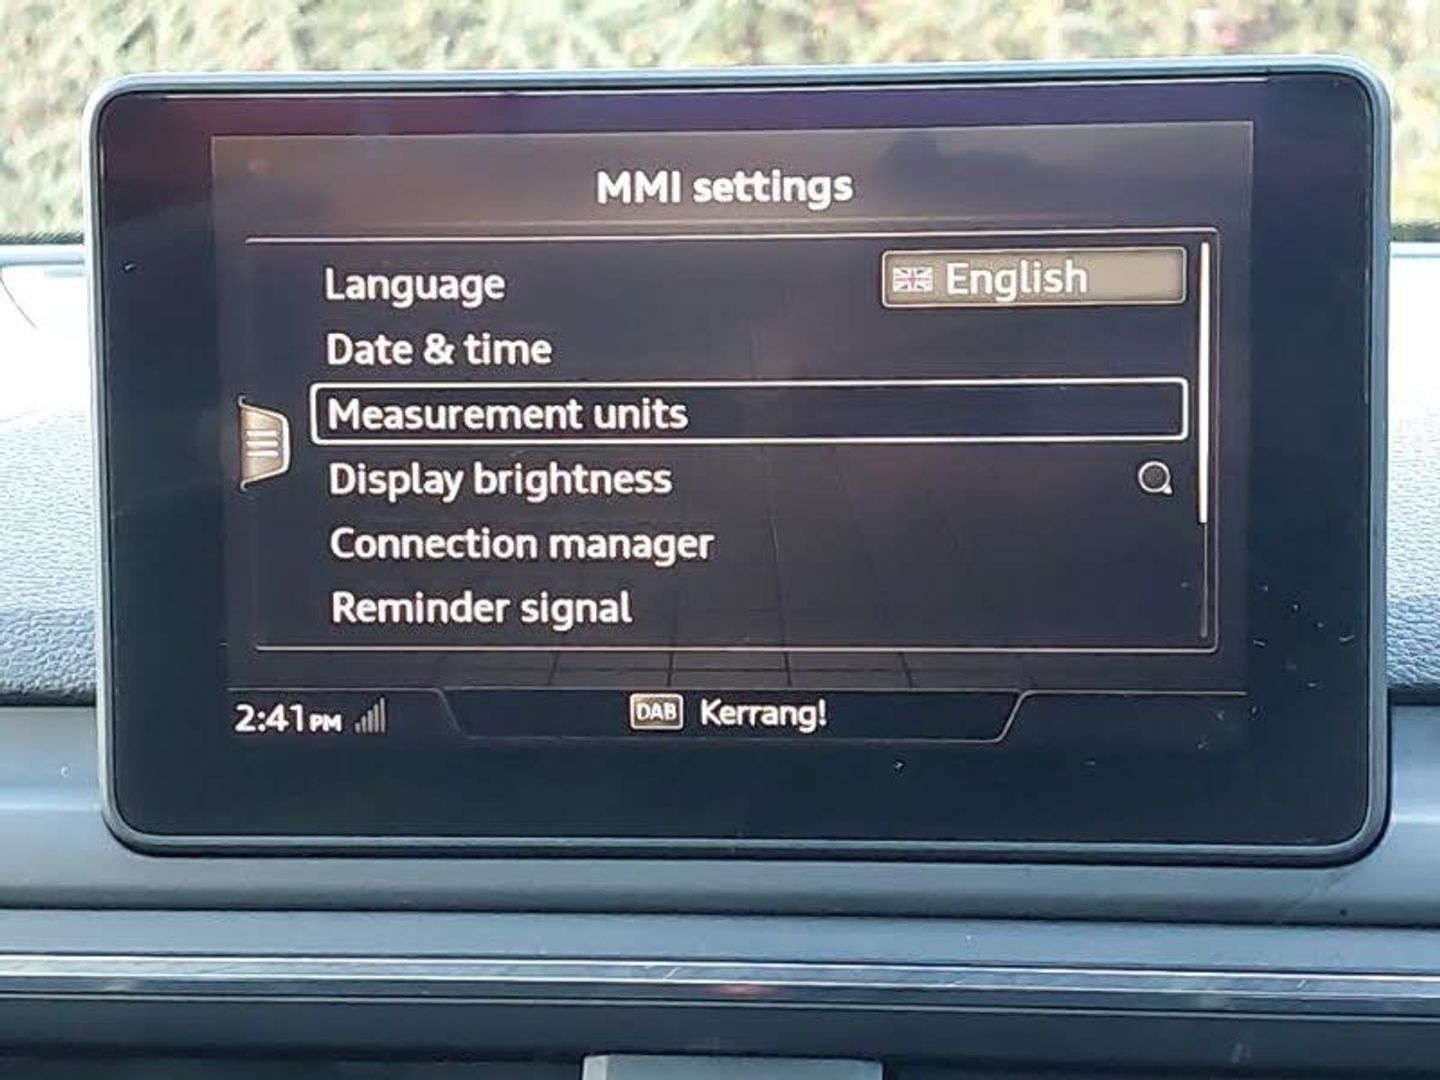 MMI settings
Language English
Date & time
Measurement units
Display brightness
Connection manager
Reminder signal
2:41PM DAB Kerrang!